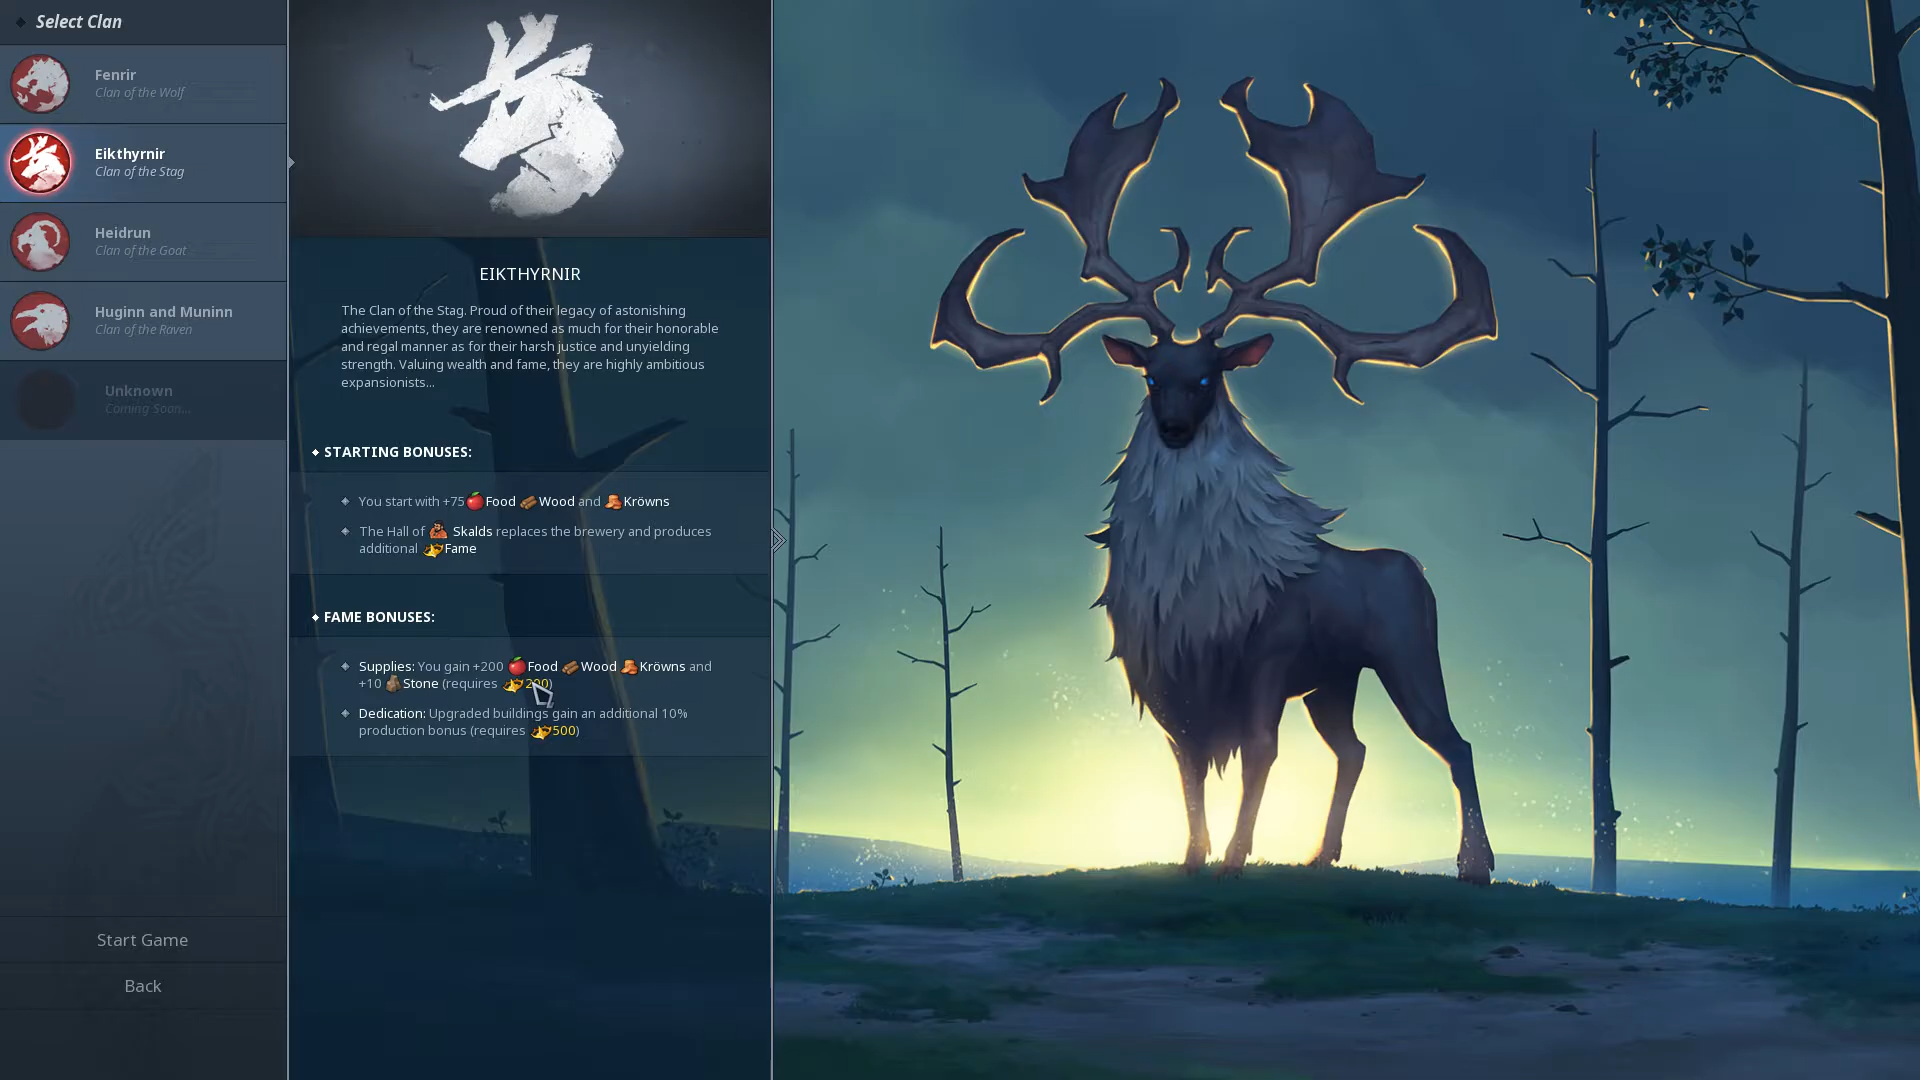 Select Clan
Fenrir
Clan of the Wolf
Eikthyrnir
Clan of the Stag
Heidrun
Clan of the Goat
Huginn and Muninn
Clan of the Raven
Unknown
Coming Soon...
Start Game
Back
EIKTHYRNIR
The Clan of the Stag. Proud of their legacy of astonishing
achievements, they are renowned as much for their honorable
and regal manner as for their harsh justice and unyielding
strength. Valuing wealth and fame, they are highly ambitious
expansionists...
STARTING BONUSES:
You start with +75 Food Wood and Kröwns
The Hall of Skalds replaces the brewery and produces
additional Fame
FAME BONUSES:
Supplies: You gain +200 Food Wood Kröwns and
+10 Stone (requires 200)
Dedication: Upgraded buildings gain an additional 10%
production bonus (requires 500)